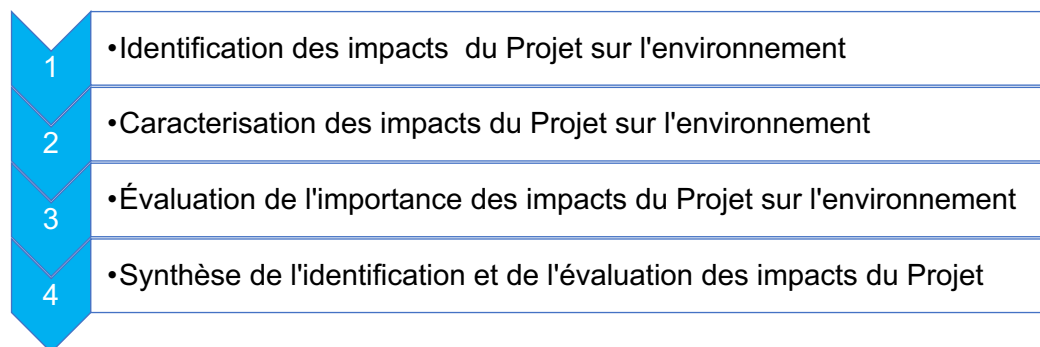 1
•Identification des impacts  du Projet sur l'environnement
2
•Caracterisation des impacts du Projet sur l'environnement
3
•Évaluation de l'importance des impacts du Projet sur l'environnement
4
•Synthèse de l'identification et de l'évaluation des impacts du Projet